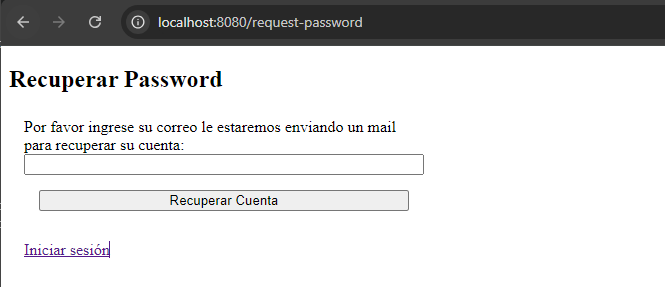 localhost:8080/request-password
Recuperar Password
Por favor ingrese su correo le estaremos enviando un mail
para recuperar su cuenta:
Recuperar Cuenta
Iniciar sesión